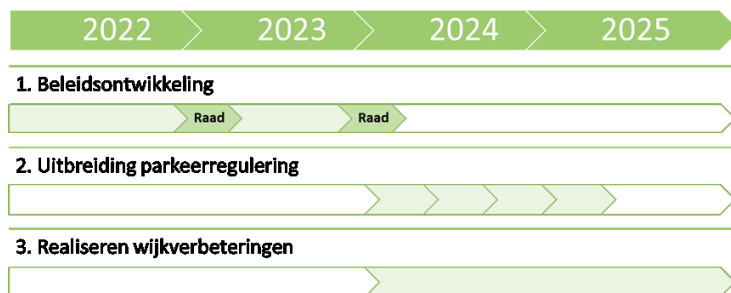 2022 2023 2024 2025
1. Beleidsontwikkeling
Raad Raad
2. Uitbreiding parkeerregulering
3. Realiseren wijkverbeteringen